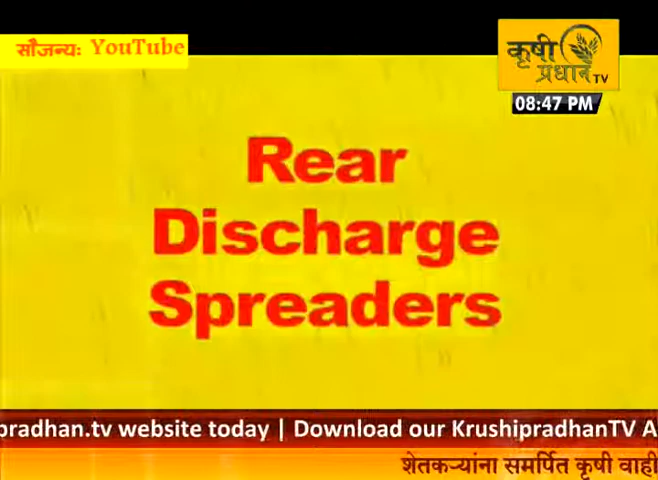 सौजन्यः YouTube
कृषी
प्रधान TV
08:47 PM
Rear
Discharge
Spreaders
pradhan.tv website today | Download our KrushipradhanTV A
शेतकऱ्यांना समर्पित कृषी वाही